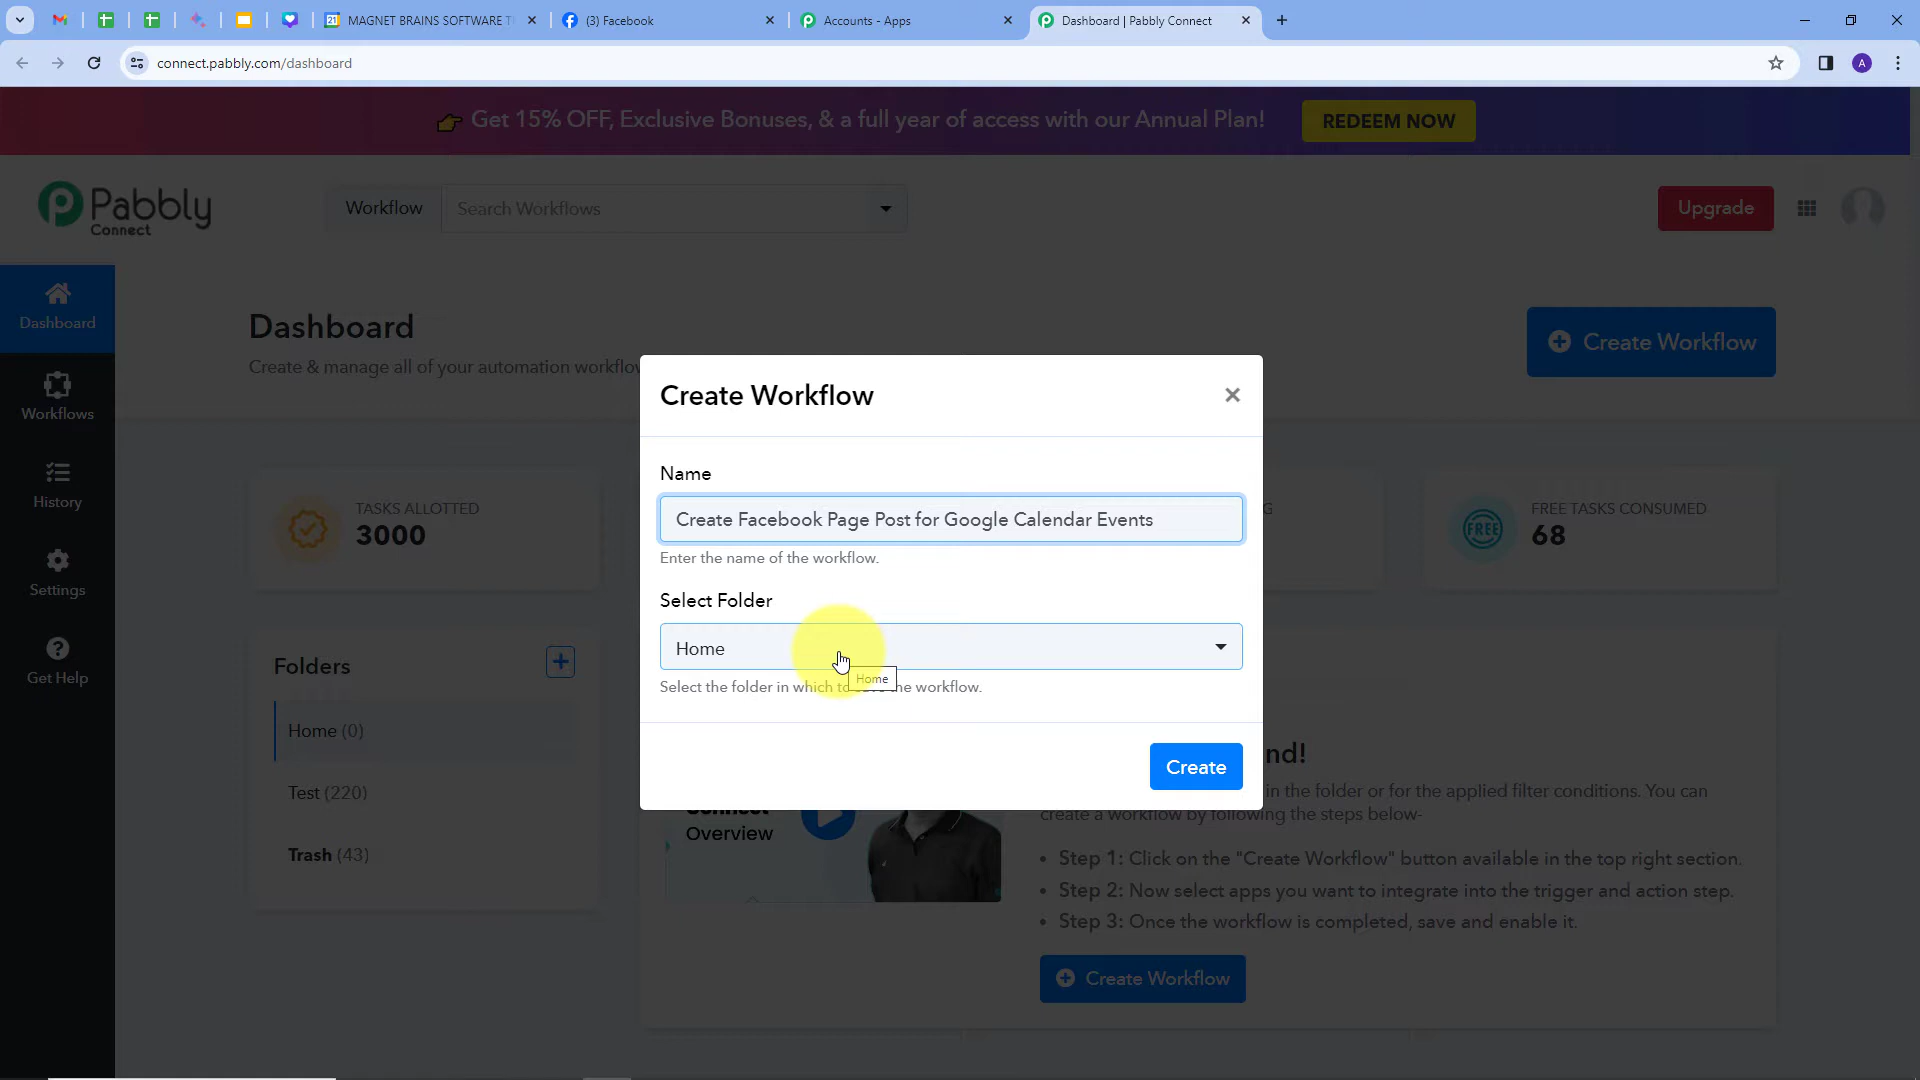 MAGNET BRAINS SOFTWARE T
(3) Facebook
Accounts - Apps
Dashboard | Pabbly Connect
connect.pabbly.com/dashboard
A
Get 15% OFF, Exclusive Bonuses, & a full year of access with our Annual Plan!
REDEEM NOW
Pabbly
Connect
Workflow
Search Workflows
Upgrade
Dashboard
Workflows
History
Settings
Get Help
Dashboard
Create & manage all of your automation workflo
Create Workflow
TASKS ALLOTTED
3000
G
FREE TASKS CONSUMED
FREE
68
Create Workflow
Name
Create Facebook Page Post for Google Calendar Events
Enter the name of the workflow.
Select Folder
Home
Home
Select the folder in which to the workflow.
Create
Folders
Home (0)
Test (220)
Trash (43)
Overview
nd!
in the folder or for the applied filter conditions. You can
create a workflow by following the steps below-
Step 1: Click on the "Create Workflow" button available in the top right section.
Step 2: Now select apps you want to integrate into the trigger and action step.
Step 3: Once the workflow is completed, save and enable it.
Create Workflow